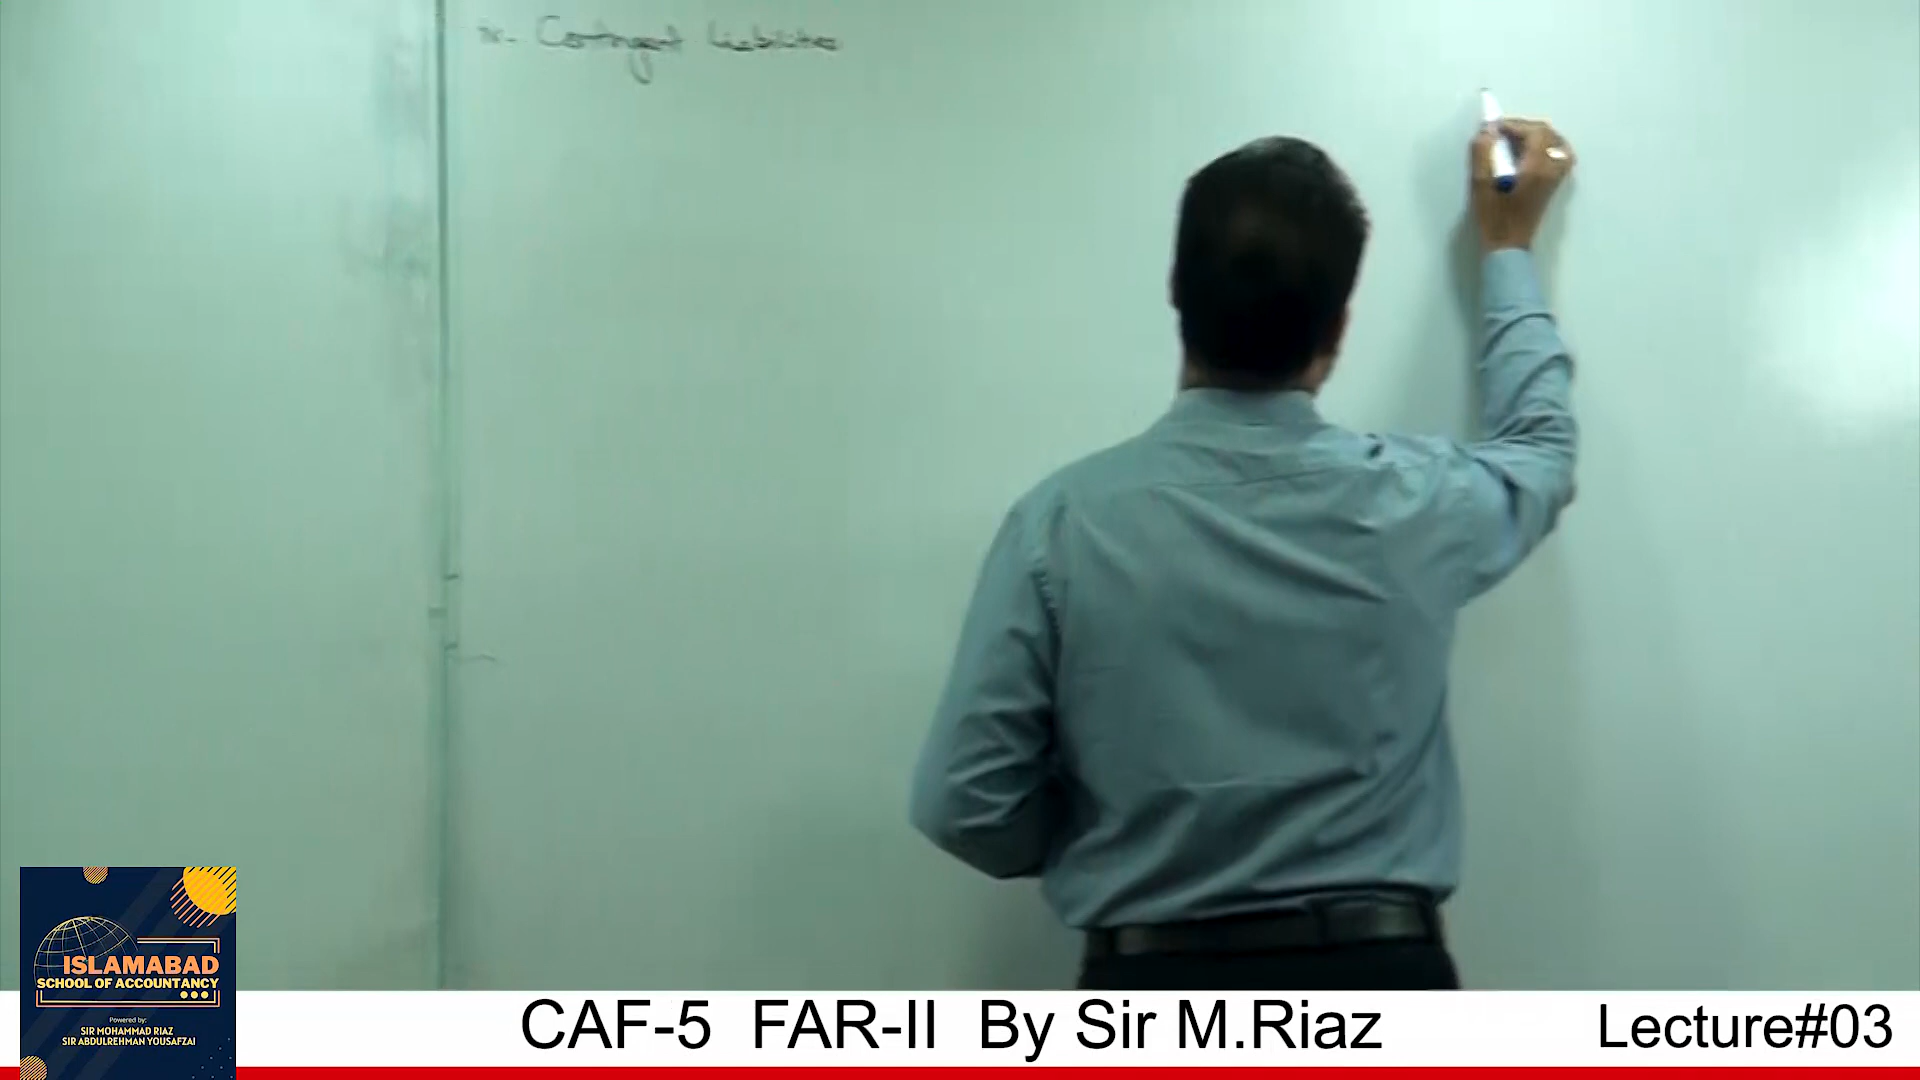 Contingent Liabilities
ISLAMABAD
SCHOOL OF ACCOUNTANCY
Powered by:
SIR MOHAMMAD RIAZ
SIR ABDULREHMAN YOUSAFZAI
CAF-5 FAR-II By Sir M.Riaz
Lecture#03